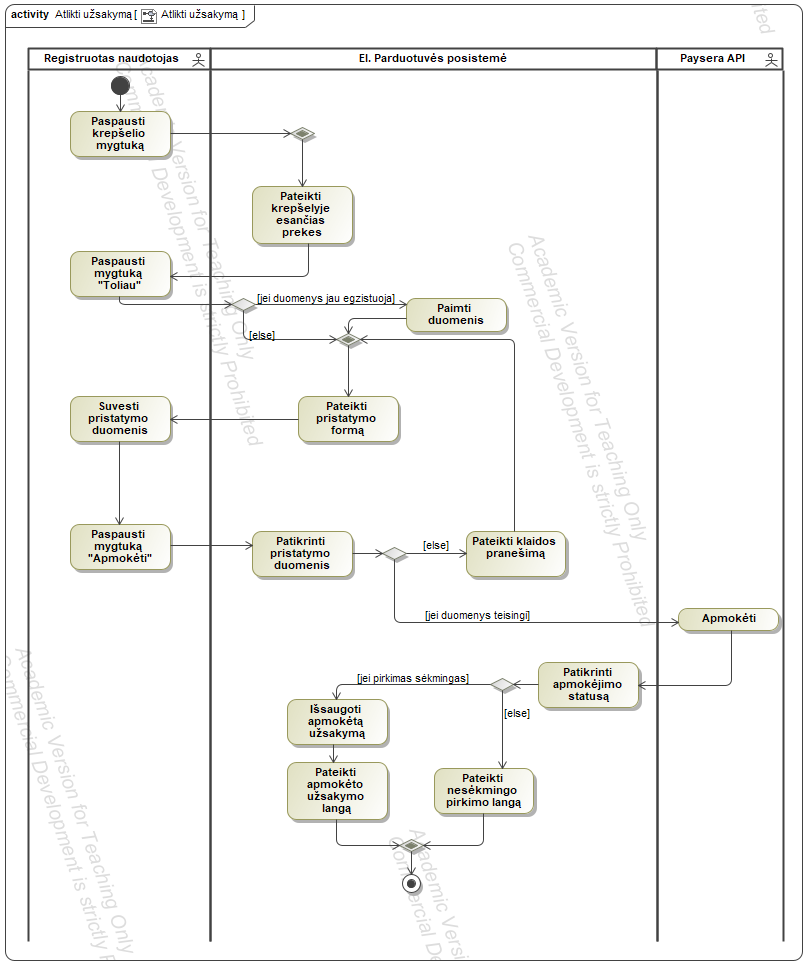 activity Atlikti užsakymą [ Atlikti užsakymą ]
Registruotas naudotojas
El. Parduotuvės posistemė
Paysera API
Paspausti
krepšelio
mygtuką
Pateikti
krepšelyje
esančias
prekes
Paspausti
mygtuką
"Toliau"
[jei duomenys jau egzistuoja]
Paimti
duomenis
[else]
Suvesti
pristatymo
duomenis
Pateikti
pristatymo
formą
Paspausti
mygtuką
"Apmokėti"
Patikrinti
pristatymo
duomenis
[else]
Pateikti klaidos
pranešimą
[jei duomenys teisingi]
Apmokėti
Patikrinti
apmokėjimo
statusą
[jei pirkimas sėkmingas]
[else]
Išsaugoti
apmokėtą
užsakymą
Pateikti
apmokėto
užsakymo
langą
Pateikti
nesėkmingo
pirkimo langą
Academic Version for Teaching Only
Commercial Development is strictly Prohibited
Academic Version for Teaching Only
Commercial Development is strictly Prohibited
Academic Version for Teaching Only
Commercial Development is strictly